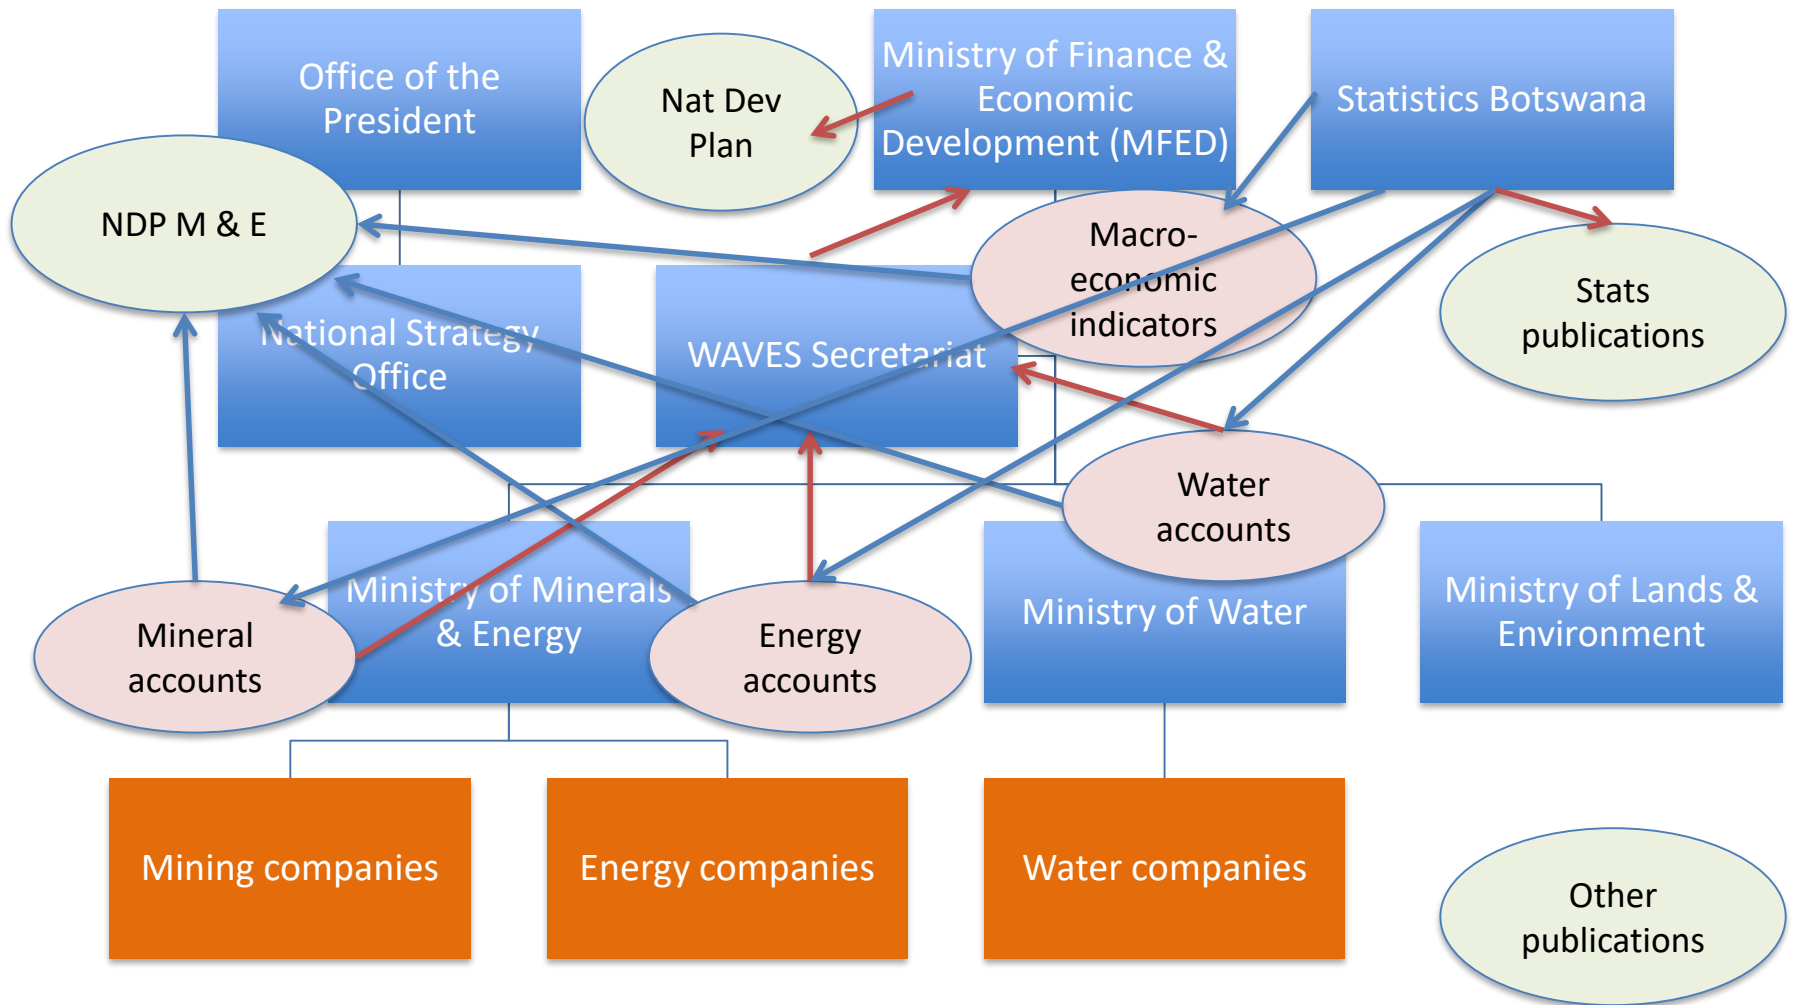 Office of the
President
Nat Dev
Plan
Ministry of Finance &
Economic
Development (MFED)
Statistics Botswana
NDP M & E
Macro-
economic
indicators
Stats
publications
National Strategy
Office
WAVES Secretariat
Water
accounts
Mineral
accounts
Ministry of Minerals
& Energy
Energy
accounts
Ministry of Water
Ministry of Lands &
Environment
Mining companies
Energy companies
Water companies
Other
publications